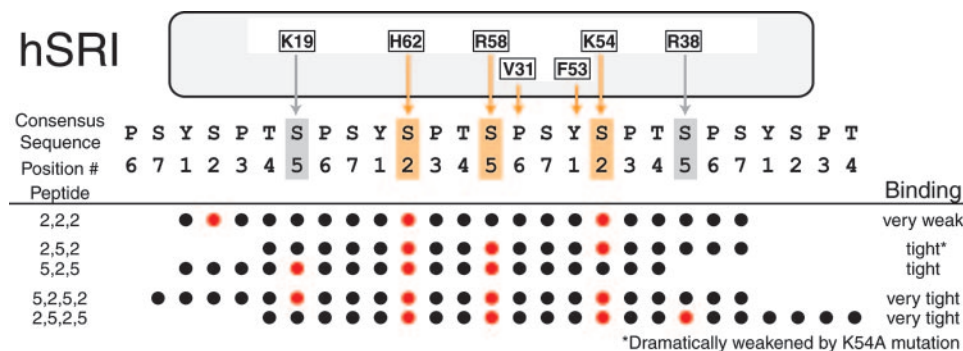 hSRI
K19 H62 R58 K54 R38
V31 F53
Consensus
Sequence
P S Y S P T S P S Y S P T S P S Y S P T S P S Y S P T
Position #
6 7 1 2 3 4 5 6 7 1 2 3 4 5 6 7 1 2 3 4 5 6 7 1 2 3 4
Peptide Binding
2,2,2 very weak
2,5,2 tight*
5,2,5 tight
5,2,5,2 very tight
2,5,2,5 very tight
*Dramatically weakened by K54A mutation